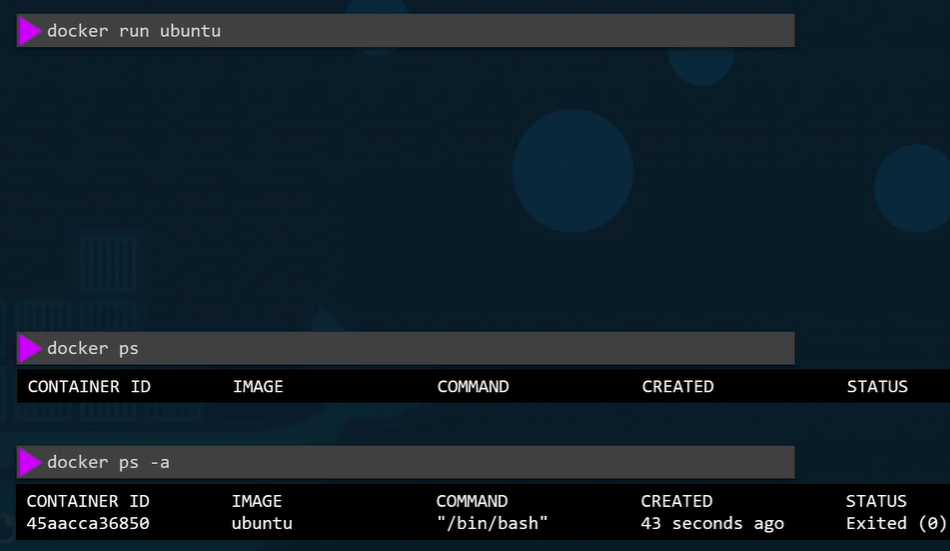 docker run ubuntu
docker ps
CONTAINER ID IMAGE COMMAND CREATED STATUS
docker ps -a
CONTAINER ID IMAGE COMMAND CREATED STATUS
45aacca36850 ubuntu "/bin/bash" 43 seconds ago Exited (0)